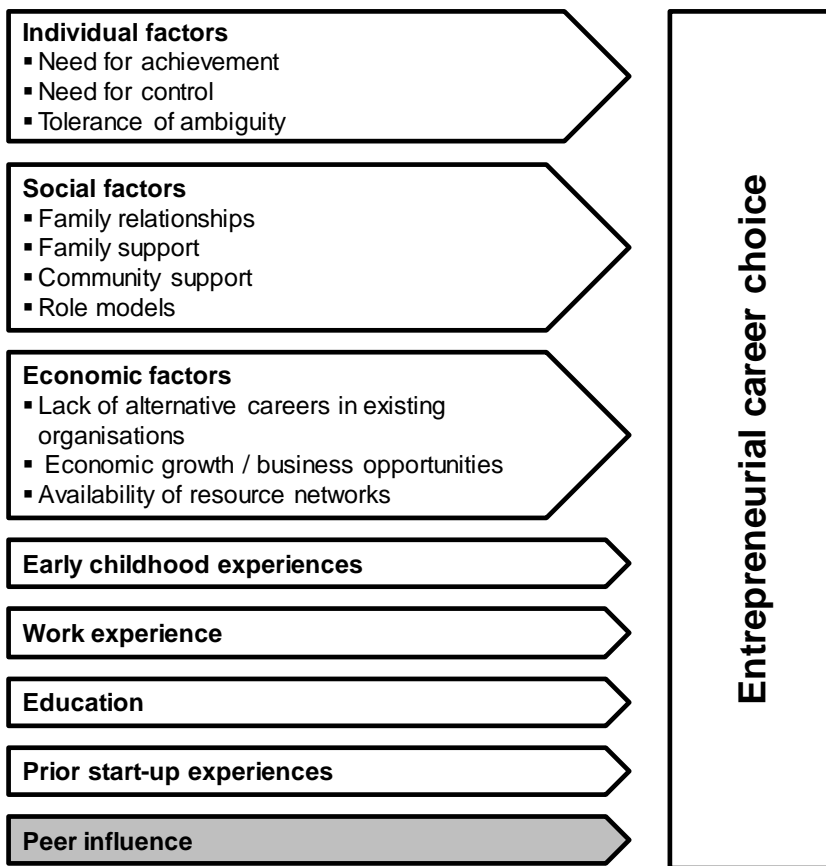 Individual factors
▪ Need for achievement
▪ Need for control
▪ Tolerance of ambiguity
Social factors
▪ Family relationships
▪ Family support
▪ Community support
▪ Role models
Economic factors
▪ Lack of alternative careers in existing
organisations
▪ Economic growth / business opportunities
▪ Availability of resource networks
Early childhood experiences
Work experience
Education
Prior start-up experiences
Peer influence
Entrepreneurial career choice